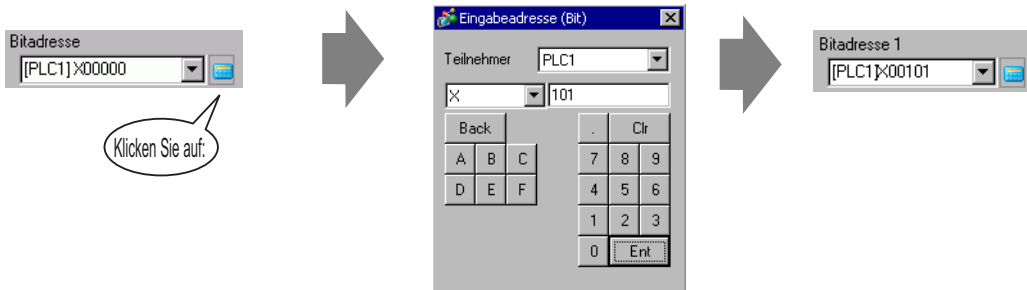 Bitadresse
[PLC1]X00000
Klicken Sie auf:
Eingabeadresse (Bit)
Teilnehmer PLC1
X 101
Back . Clr
A B C 7 8 9
D E F 4 5 6
1 2 3
0 Ent
Bitadresse 1
[PLC1]X00101